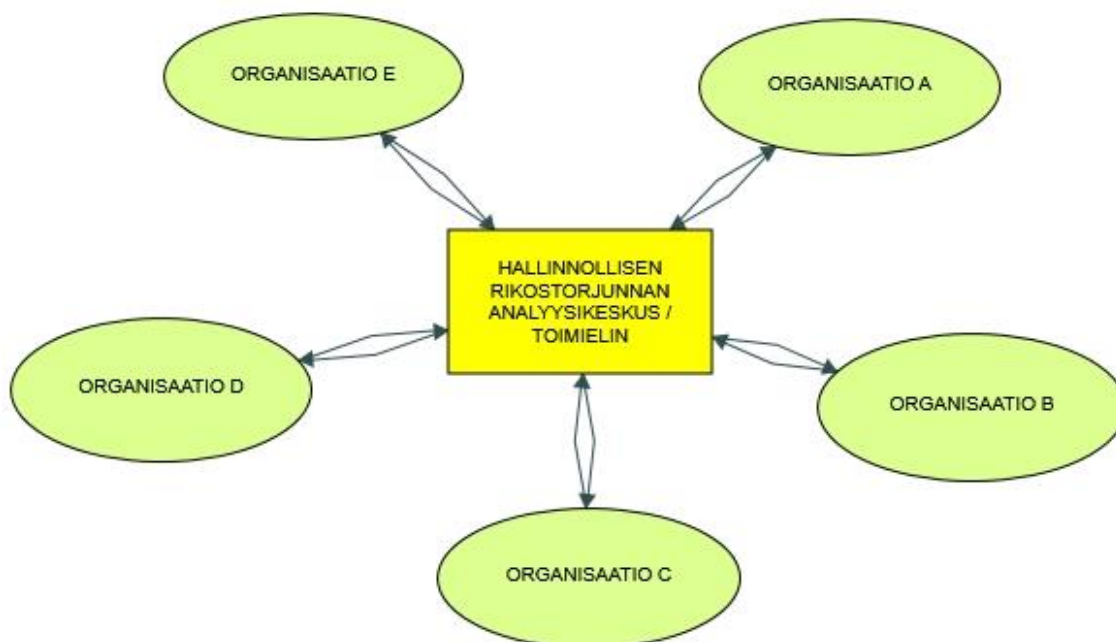 ORGANISAATIO E
ORGANISAATIO A
HALLINNOLLISEN
RIKOSTORJUNNAN
ANALYYSIKESKUS /
TOIMIELIN
ORGANISAATIO D
ORGANISAATIO B
ORGANISAATIO C